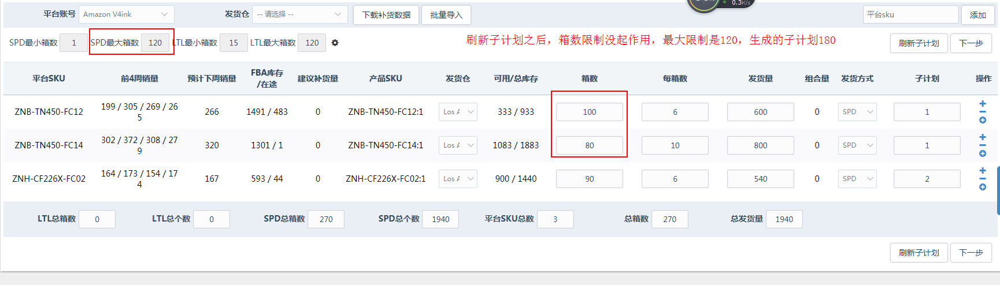 0.3K/s
平台账号 Amazon V4ink 发货仓 -- 请选择 -- 下载补货数据 批量导入 平台sku 添加
SPD最小箱数 1 SPD最大箱数 120 LTL最小箱数 15 LTL最大箱数 120 刷新子计划之后，箱数限制没起作用，最大限制是120，生成的子计划180 刷新子计划 下一步
平台SKU 前4周销量 预计下周销量 FBA库存 /在途 建议补货量 产品SKU 发货仓 可用/总库存 箱数 每箱数 发货量 组合量 发货方式 子计划 操作
ZNB-TN450-FC12 199 / 305 / 269 / 26 5 266 1491 / 483 0 ZNB-TN450-FC12:1 Los A 333 / 933 100 6 600 0 SPD 1
ZNB-TN450-FC14 302 / 372 / 308 / 27 9 320 1301 / 1 0 ZNB-TN450-FC14:1 Los A 1083 / 1883 80 10 800 0 SPD 1
ZNH-CF226X-FC02 164 / 173 / 154 / 17 4 167 593 / 44 0 ZNH-CF226X-FC02:1 Los A 900 / 1440 90 6 540 0 SPD 2
LTL总箱数 0 LTL总个数 0 SPD总箱数 270 SPD总个数 1940 平台SKU总数 3 总箱数 270 总发货量 1940
刷新子计划 下一步